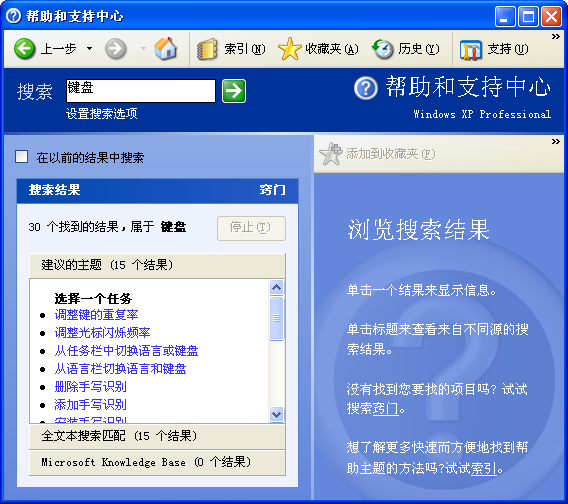 帮助和支持中心
上一步 索引(N) 收藏夹(A) 历史(Y) 支持(U) »
搜索 键盘
设置搜索选项
帮助和支持中心
Windows XP Professional
在以前的结果中搜索
搜索结果 窍门
30 个找到的结果，属于 键盘 停止(T)
建议的主题 (15 个结果)
选择一个任务
• 调整键的重复率
• 调整光标闪烁频率
• 从任务栏中切换语言或键盘
• 从语言栏切换语言和键盘
• 删除手写识别
• 添加手写识别
• 安装手写识别
全文本搜索匹配 (15 个结果)
Microsoft Knowledge Base (0 个结果)
添加到收藏夹(F) »
浏览搜索结果
单击一个结果来显示信息。
单击标题来查看来自不同源的搜
索结果。
没有找到您要找的项目吗? 试试
搜索窍门。
想了解更多快速而方便地找到帮
助主题的方法吗?试试索引。